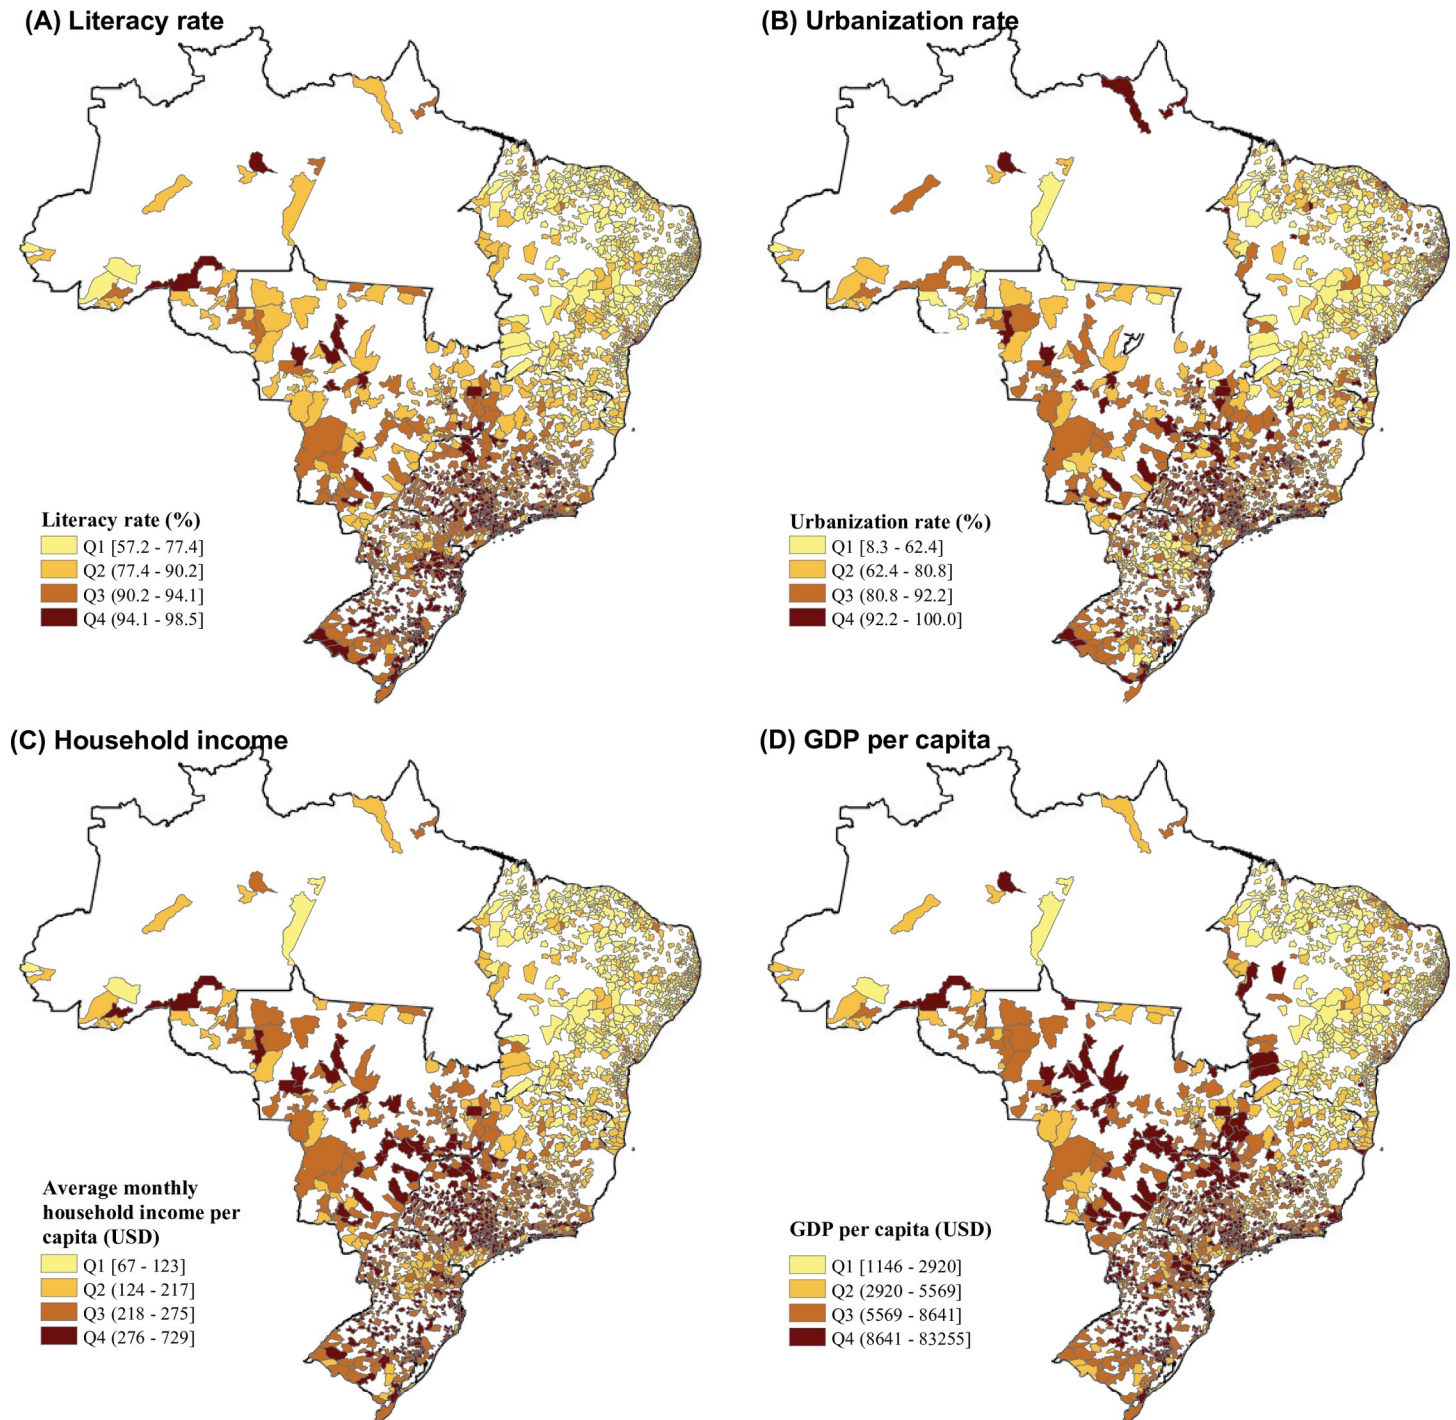 (A) Literacy rate
(B) Urbanization rate
Literacy rate (%)
Q1 [57.2 - 77.4]
Q2 (77.4 - 90.2]
Q3 (90.2 - 94.1]
Q4 (94.1 - 98.5]
Urbanization rate (%)
Q1 [8.3 - 62.4]
Q2 (62.4 - 80.8]
Q3 (80.8 - 92.2]
Q4 (92.2 - 100.0]
(C) Household income
(D) GDP per capita
Average monthly
household income per
capita (USD)
Q1 [67 - 123]
Q2 (124 - 217]
Q3 (218 - 275]
Q4 (276 - 729]
GDP per capita (USD)
Q1 [1146 - 2920]
Q2 (2920 - 5569]
Q3 (5569 - 8641]
Q4 (8641 - 83255]